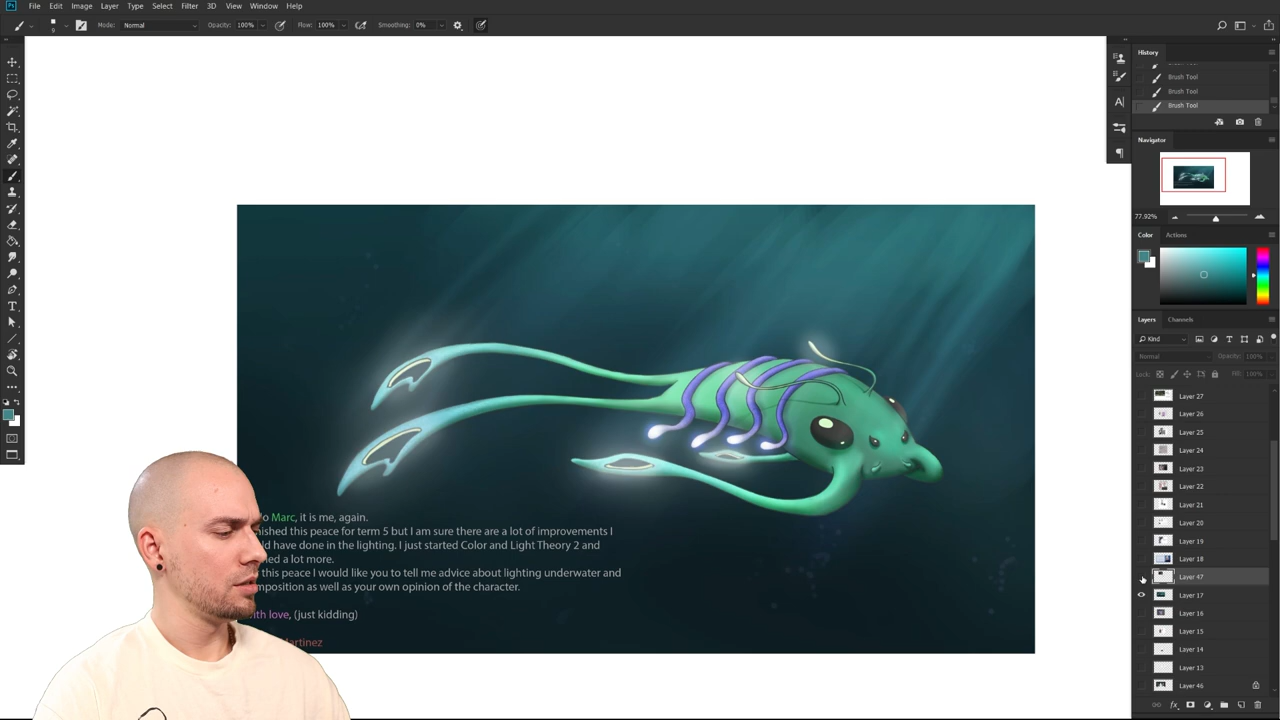 File Edit Image Layer Type Select Filter 3D View Window Help
9 Mode: Normal Opacity: 100% Flow: 100% Smoothing: 0%
History
Brush Tool
Brush Tool
Brush Tool
Navigator
77.92%
Color Actions
Layers Channels
Kind
Normal Opacity: 100%
Lock: Fill: 100%
Layer 27
Layer 26
Layer 25
Layer 24
Layer 23
Layer 22
Layer 21
Layer 20
Layer 19
Layer 18
Layer 47
Layer 17
Layer 16
Layer 15
Layer 14
Layer 13
Layer 46
Marc, it is me, again.
this peace for term 5 but I am sure there are a lot of improvements I
have done in the lighting. I just started Color and Light Theory 2 and
a lot more.
this peace I would like you to tell me advice about lighting underwater and
as well as your own opinion of the character.
love, (just kidding)